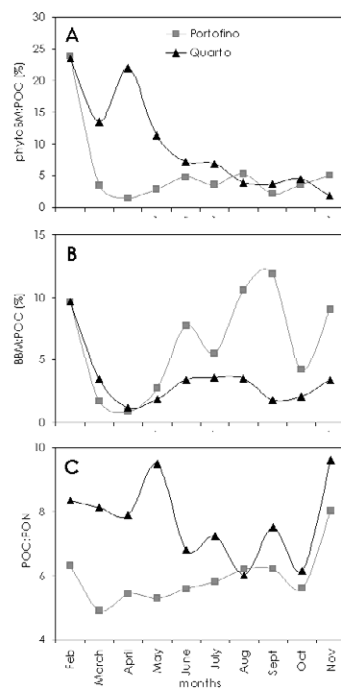 30
A
Portofino
25
Quarto
20
15
10
5
0
phytoBM:POC (%)
15
B
10
5
0
BBM:POC (%)
10
C
8
6
4
POC:PON
Feb
March
April
May
June
July
Aug
Sept
Oct
Nov
months